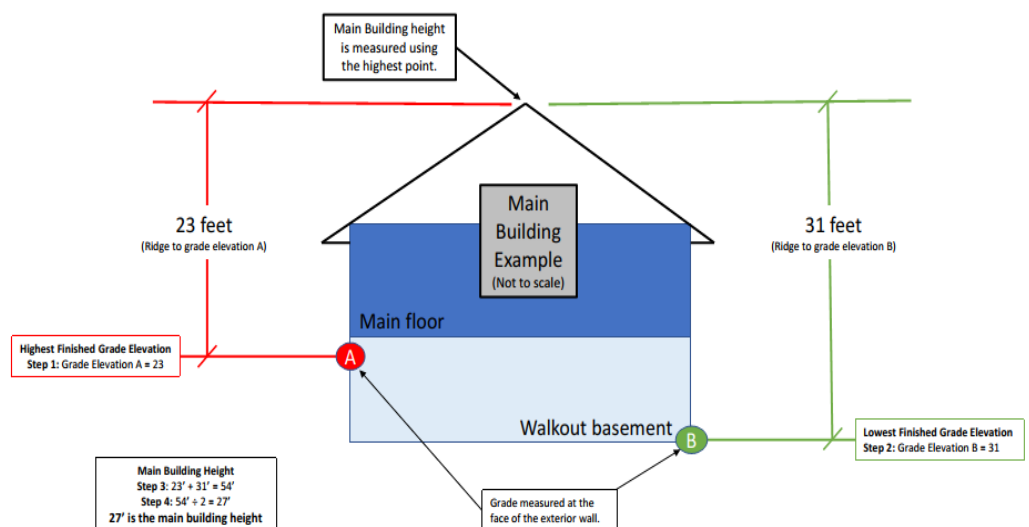 Main Building height
is measured using
the highest point.
23 feet
(Ridge to grade elevation A)
Main
Building
Example
(Not to scale)
31 feet
(Ridge to grade elevation B)
Main floor
Highest Finished Grade Elevation
Step 1: Grade Elevation A = 23
A
Walkout basement
B
Lowest Finished Grade Elevation
Step 2: Grade Elevation B = 31
Main Building Height
Step 3: 23’ + 31’ = 54’
Step 4: 54’ ÷ 2 = 27’
27’ is the main building height
Grade measured at the
face of the exterior wall.